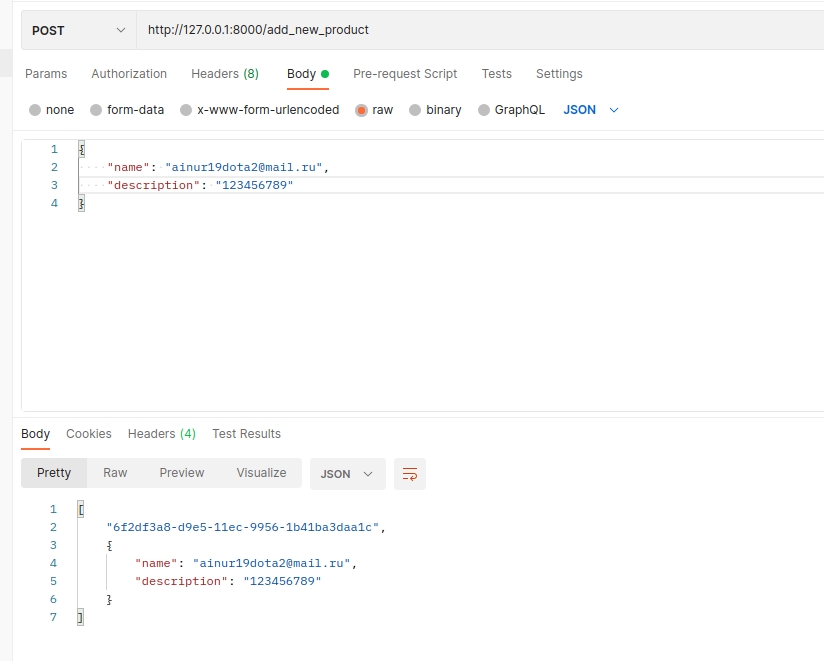 POST http://127.0.0.1:8000/add_new_product
Params Authorization Headers (8) Body Pre-request Script Tests Settings
none form-data x-www-form-urlencoded raw binary GraphQL JSON
1 {
2 "name": "ainur19dota2@mail.ru",
3 "description": "123456789"
4 }
Body Cookies Headers (4) Test Results
Pretty Raw Preview Visualize JSON
1 [
2 "6f2df3a8-d9e5-11ec-9956-1b41ba3daa1c",
3 {
4 "name": "ainur19dota2@mail.ru",
5 "description": "123456789"
6 }
7 ]